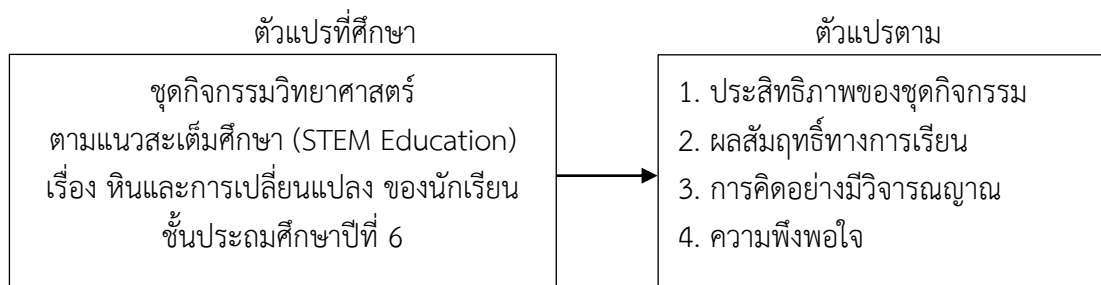 ตัวแปรที่ศึกษา
ชุดกิจกรรมวิทยาศาสตร์
ตามแนวสะเต็มศึกษา (STEM Education)
เรื่อง หินและการเปลี่ยนแปลง ของนักเรียน
ชั้นประถมศึกษาปีที่ 6
ตัวแปรตาม
1. ประสิทธิภาพของชุดกิจกรรม
2. ผลสัมฤทธิ์ทางการเรียน
3. การคิดอย่างมีวิจารณญาณ
4. ความพึงพอใจ